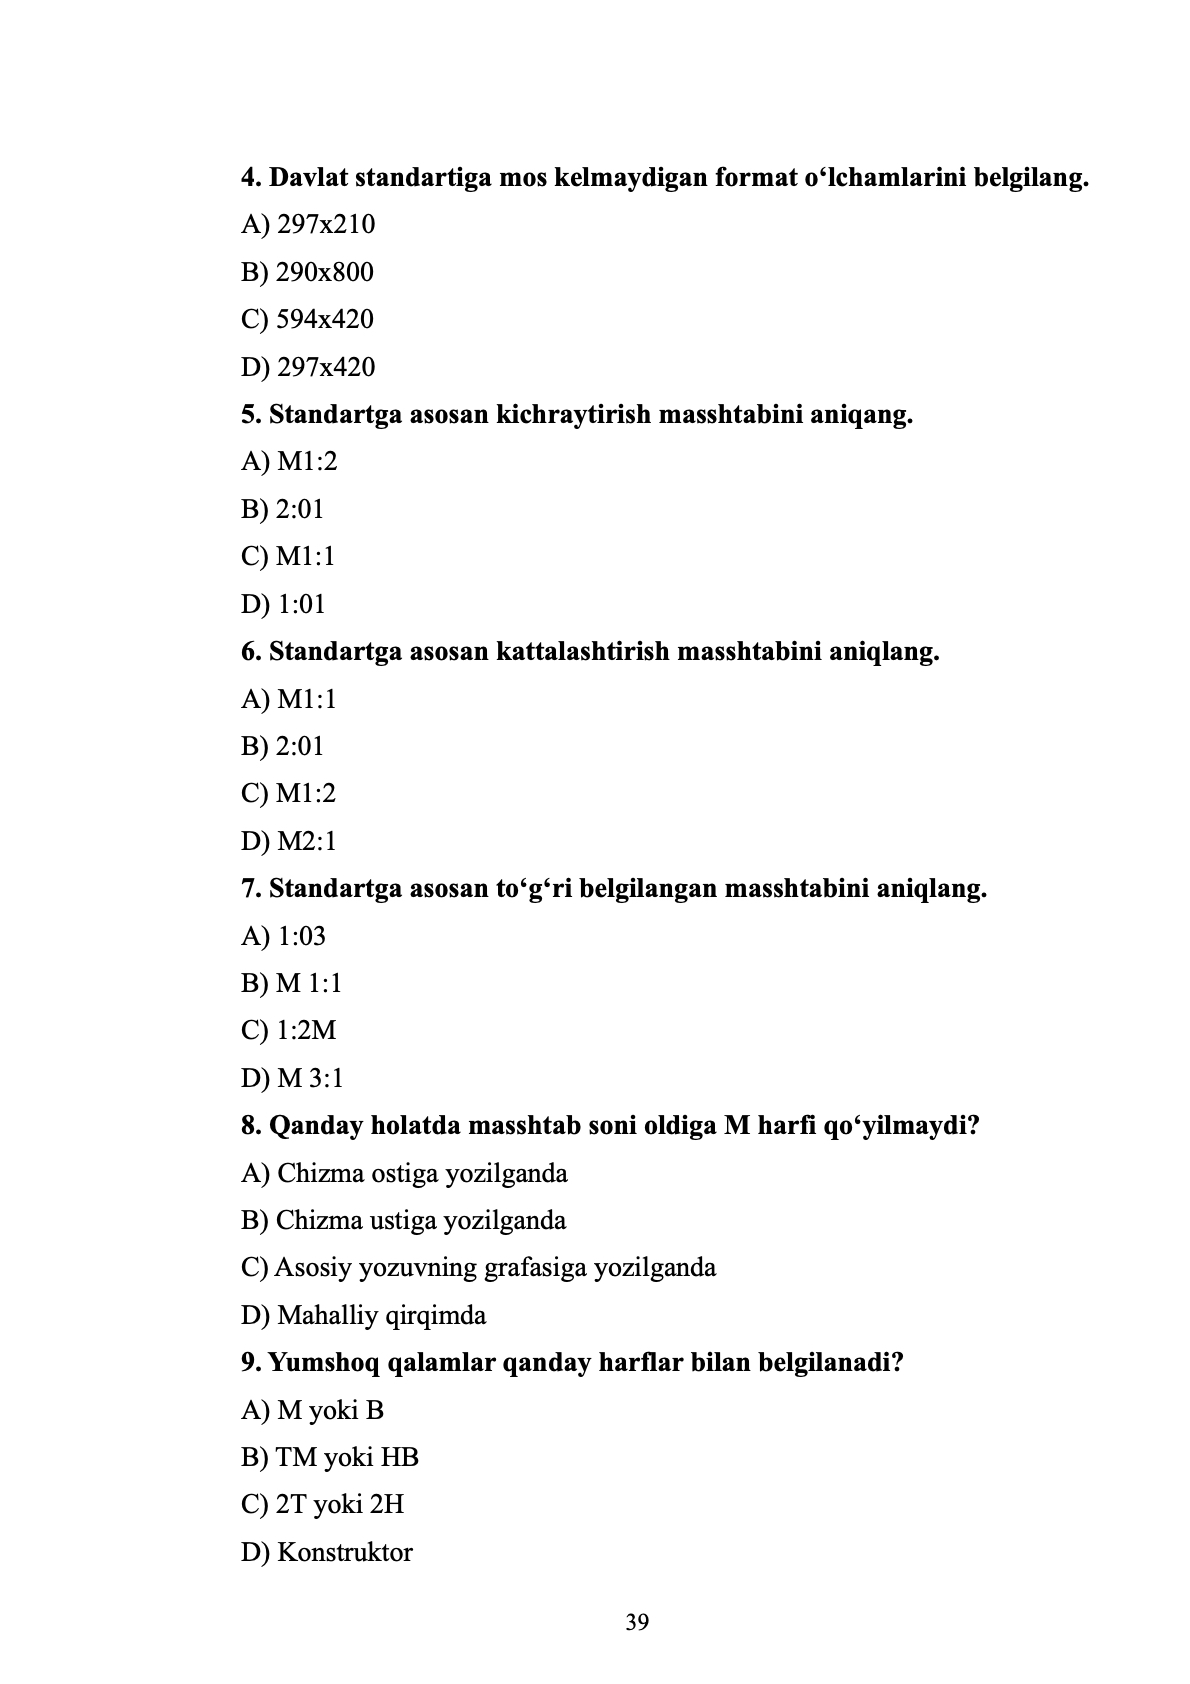 4. Davlat standartiga mos kelmaydigan format o‘lchamlarini belgilang.
A) 297x210
B) 290x800
C) 594x420
D) 297x420
5. Standartga asosan kichraytirish masshtabini aniqang.
A) M1:2
B) 2:01
C) M1:1
D) 1:01
6. Standartga asosan kattalashtirish masshtabini aniqlang.
A) M1:1
B) 2:01
C) M1:2
D) M2:1
7. Standartga asosan to‘g‘ri belgilangan masshtabini aniqlang.
A) 1:03
B) M 1:1
C) 1:2M
D) M 3:1
8. Qanday holatda masshtab soni oldiga M harfi qo‘yilmaydi?
A) Chizma ostiga yozilganda
B) Chizma ustiga yozilganda
C) Asosiy yozuvning grafasiga yozilganda
D) Mahalliy qirqimda
9. Yumshoq qalamlar qanday harflar bilan belgilanadi?
A) M yoki B
B) TM yoki HB
C) 2T yoki 2H
D) Konstruktor
39